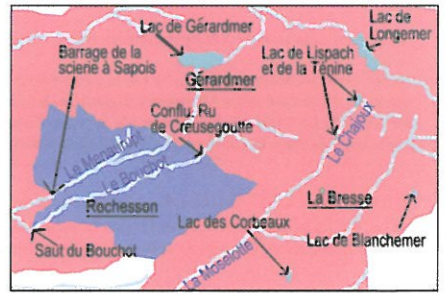 Lac de Gérardmer
Lac de
Longemer
Barrage de la
scierie à Sapois
Lac de Lispach
et de la Ténine
Gérardmer
Conflu. Ru
de Creusegoutte
Le Chajoux
Le Menaurupt
Le Bouchot
Rochesson
La Bresse
Lac des Corbeaux
Lac de Blanchemer
Saut du Bouchot
La Moselotte